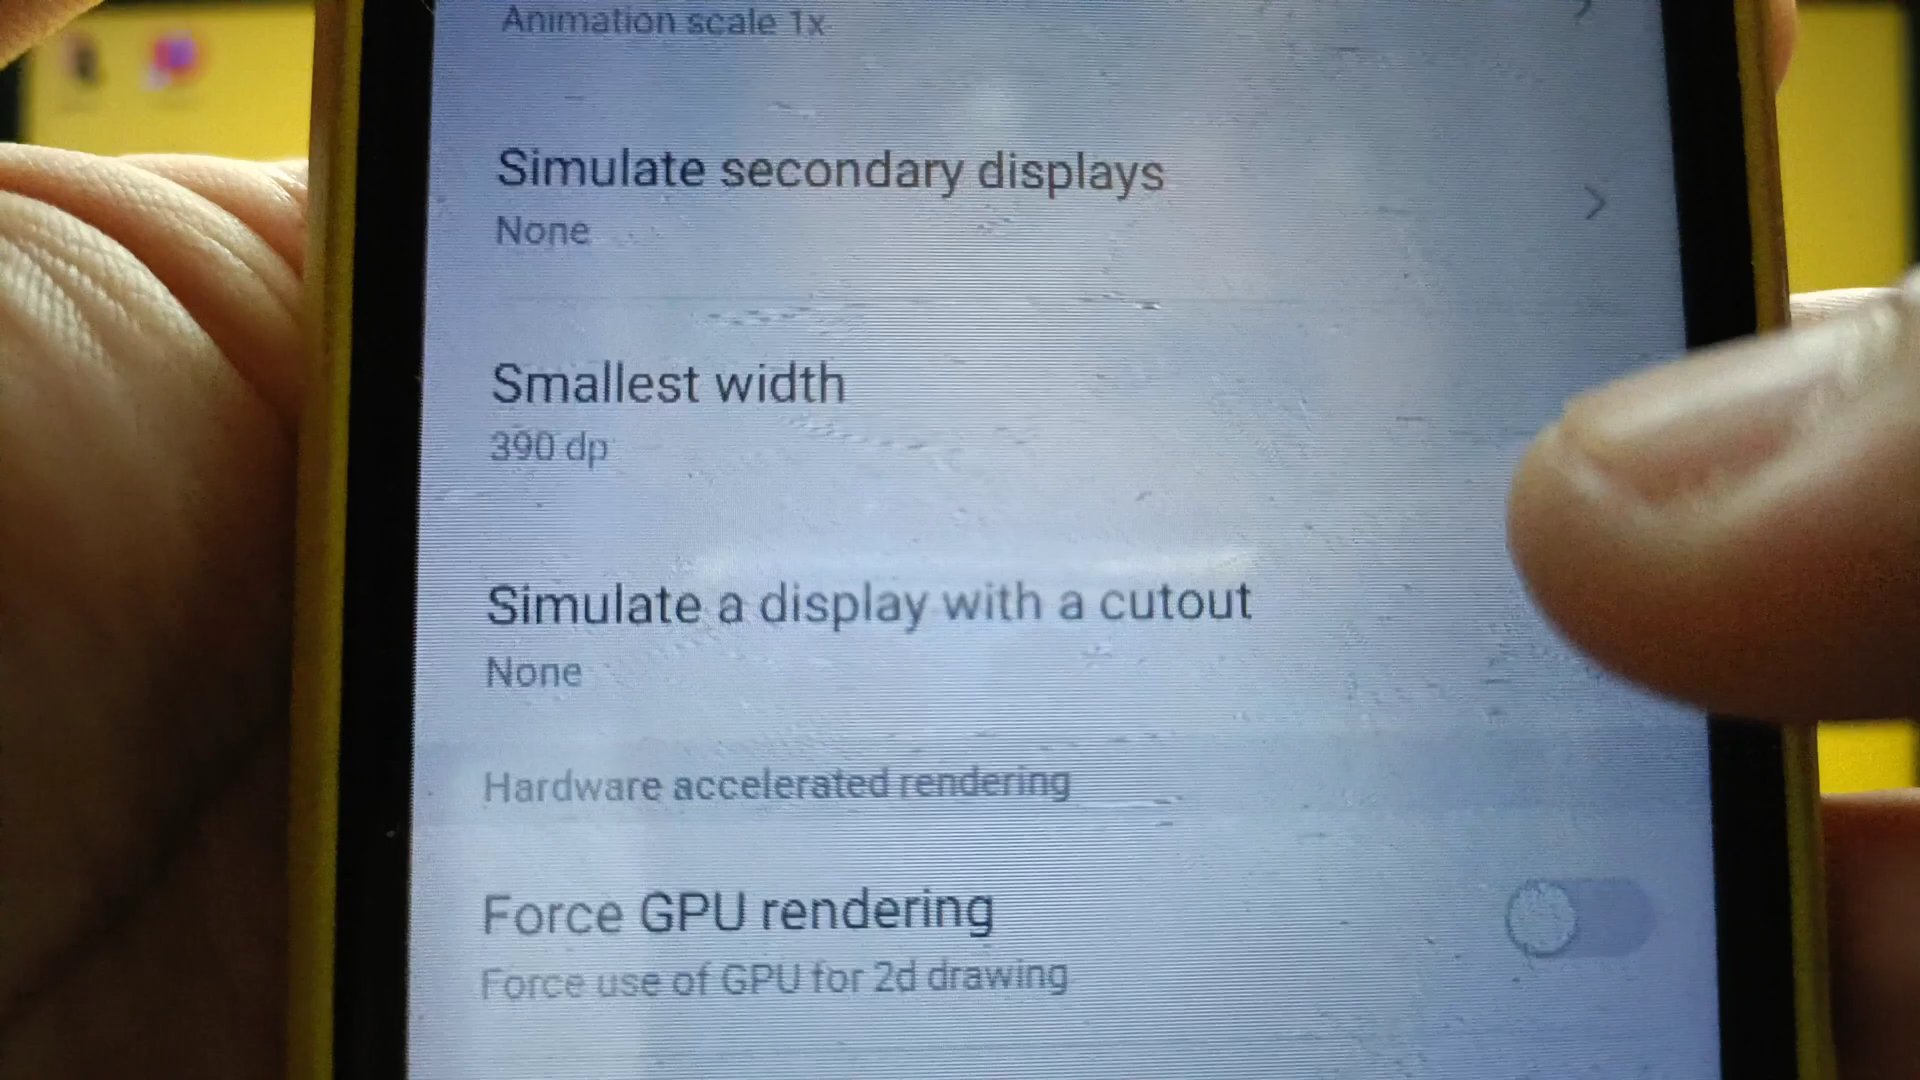 Animation scale 1x
Simulate secondary displays
None
Smallest width
390 dp
Simulate a display with a cutout
None
Hardware accelerated rendering
Force GPU rendering
Force use of GPU for 2d drawing